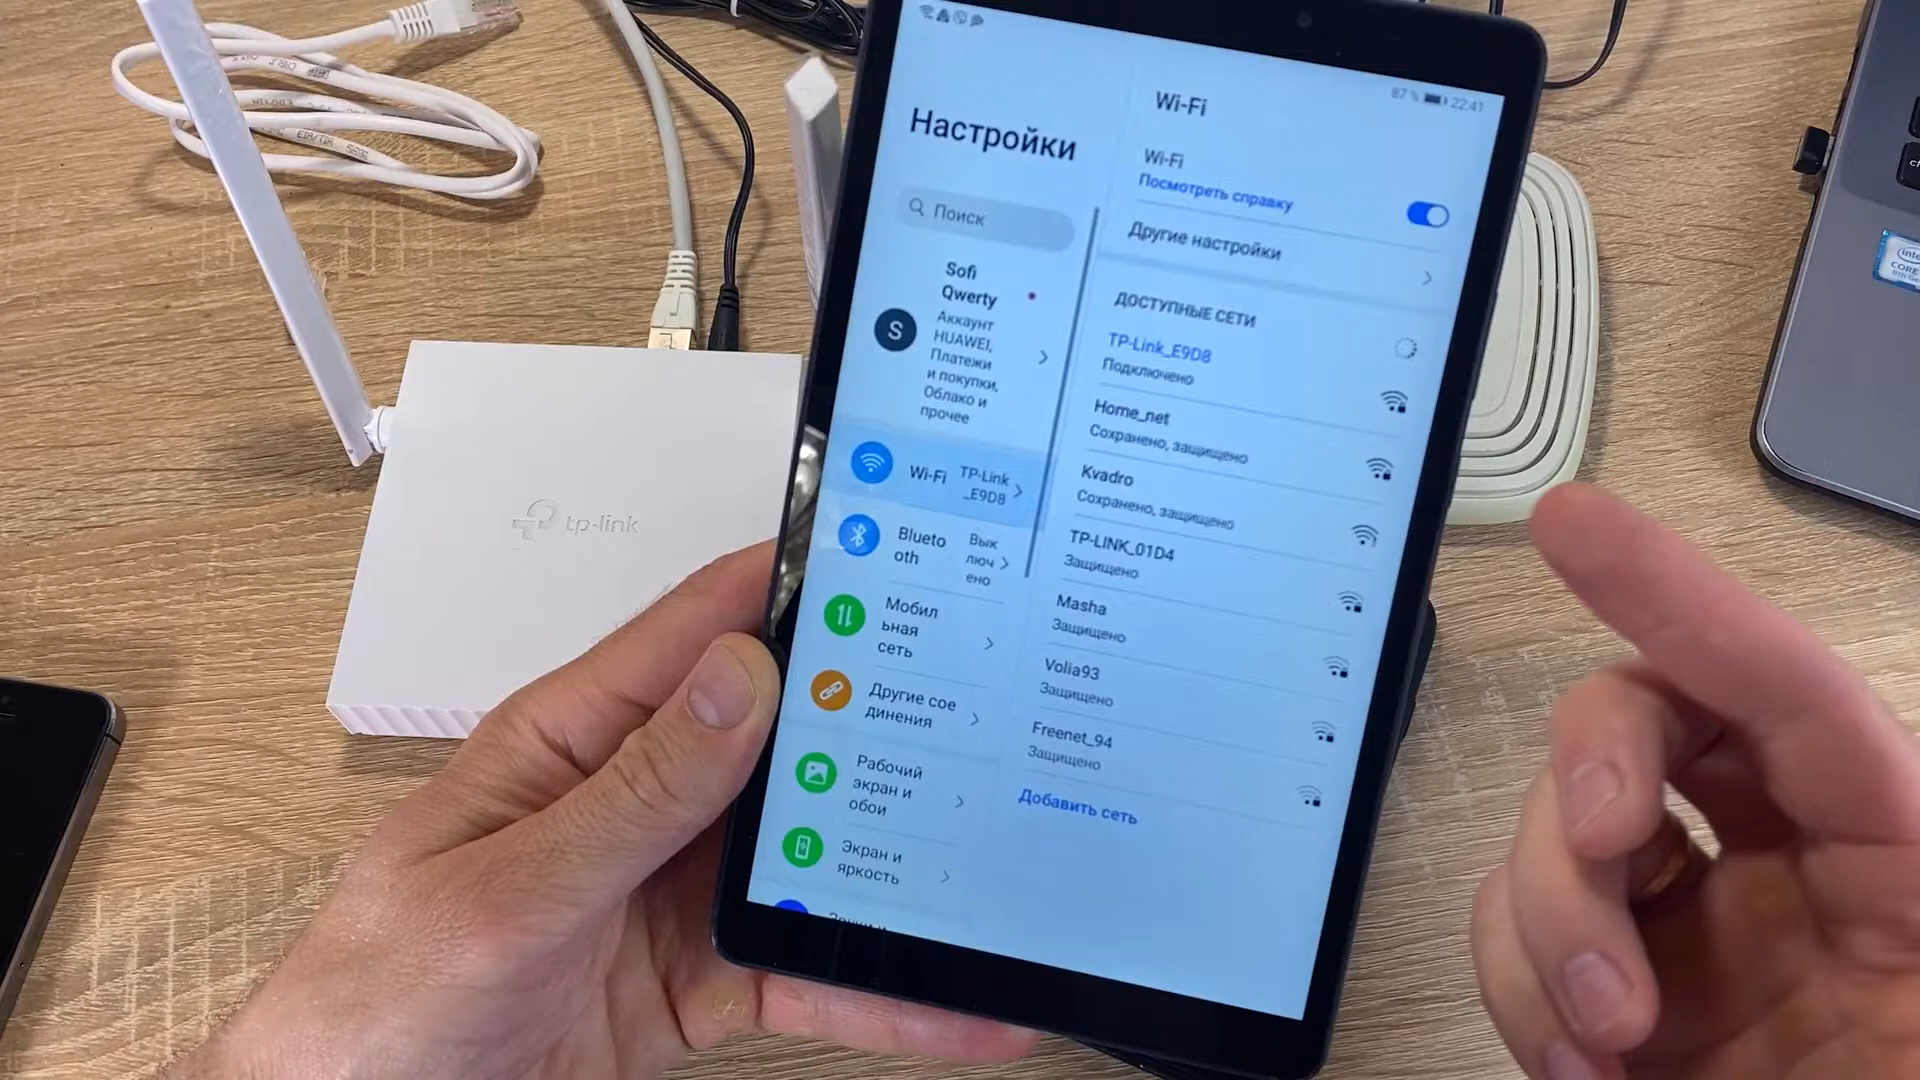 Настройки
Поиск
Sofi
Qwerty
S
Аккаунт
HUAWEI,
Платежи
и покупки,
Облако и
прочее
Wi-Fi
TP-Link
_E9D8
Blueto
oth
Вык
люч
ено
Мобил
ьная
сеть
Другие сое
динения
Рабочий
экран и
обои
Экран и
яркость
87 % 22:41
Wi-Fi
Wi-Fi
Посмотреть справку
Другие настройки
ДОСТУПНЫЕ СЕТИ
TP-Link_E9D8
Подключено
Home_net
Сохранено, защищено
Kvadro
Сохранено, защищено
TP-LINK_01D4
Защищено
Masha
Защищено
Volia93
Защищено
Freenet_94
Защищено
Добавить сеть
tp-link
CORE